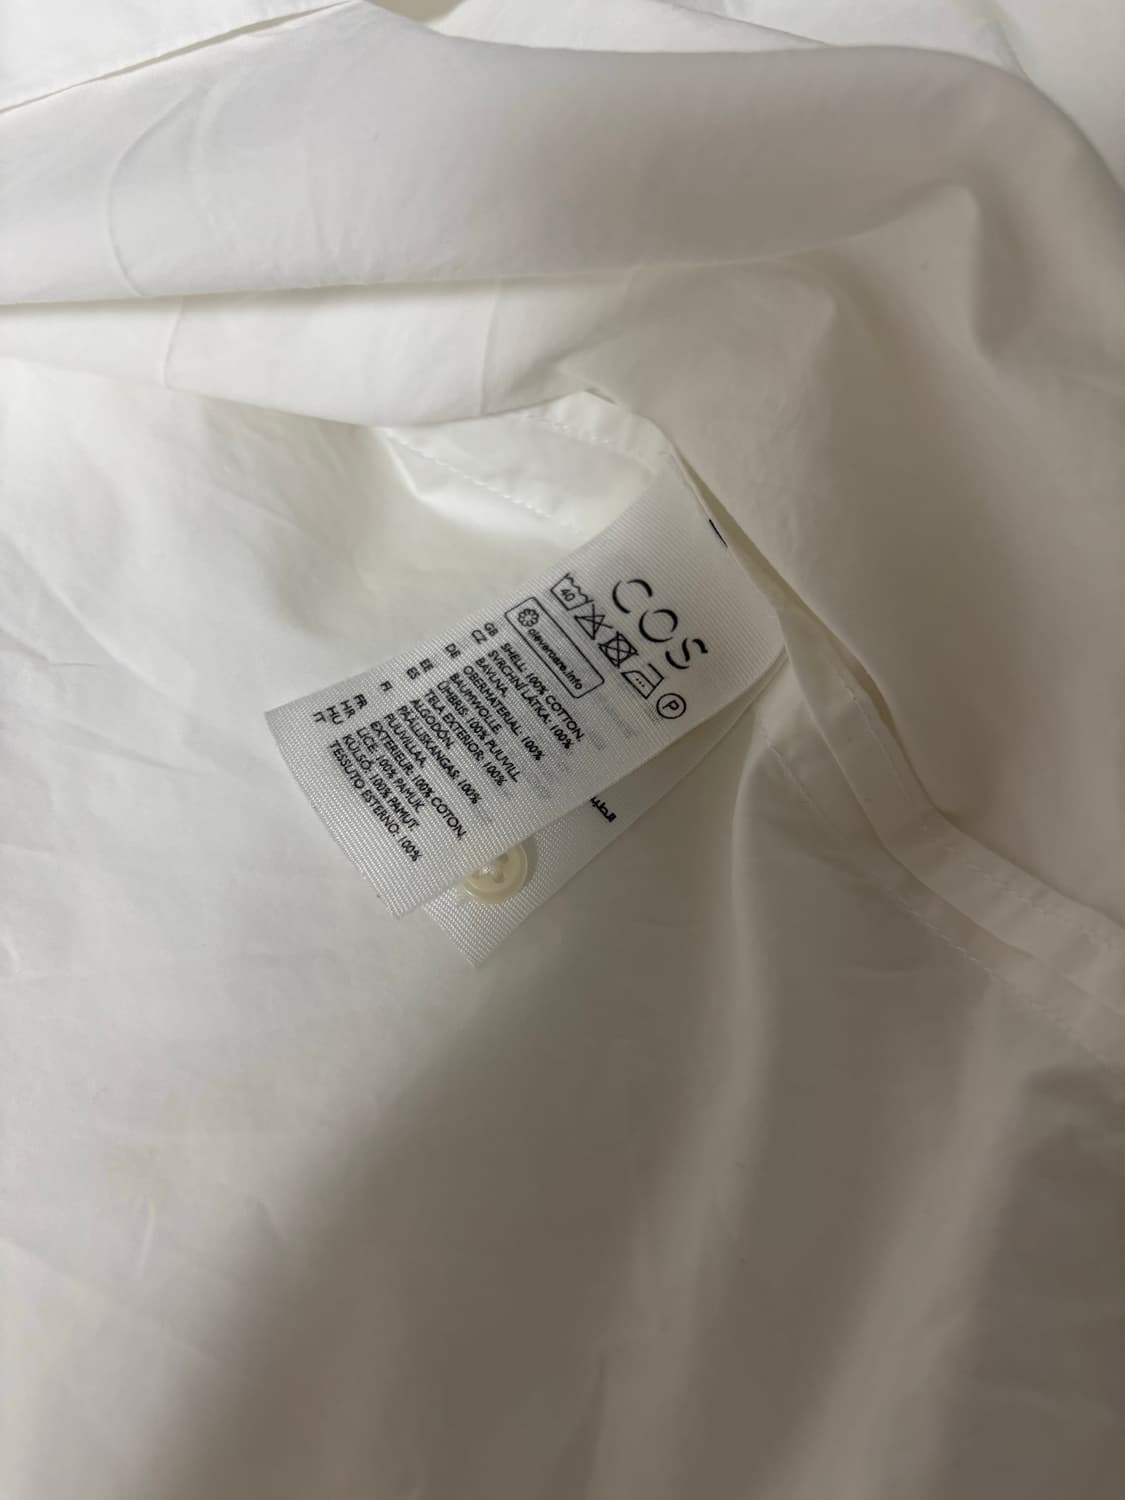 COS
40
P
clevercare.info
GB SHELL: 100% COTTON.
CZ SVRCHNÍ LÁTKA: 100%
BAVLNA.
DE OBERMATERIAL: 100%
BAUMWOLLE.
EE ÜMBRIS: 100% PUUVILL.
ES TELA EXTERIOR: 100%
ALGODÓN.
FI PÄÄLLISKANGAS: 100%
PUUVILLAA.
FR EXTERIEUR: 100% COTON.
HR LICE: 100% PAMUK.
HU KÜLSŐ: 100% PAMUT.
IT TESSUTO ESTERNO: 100%